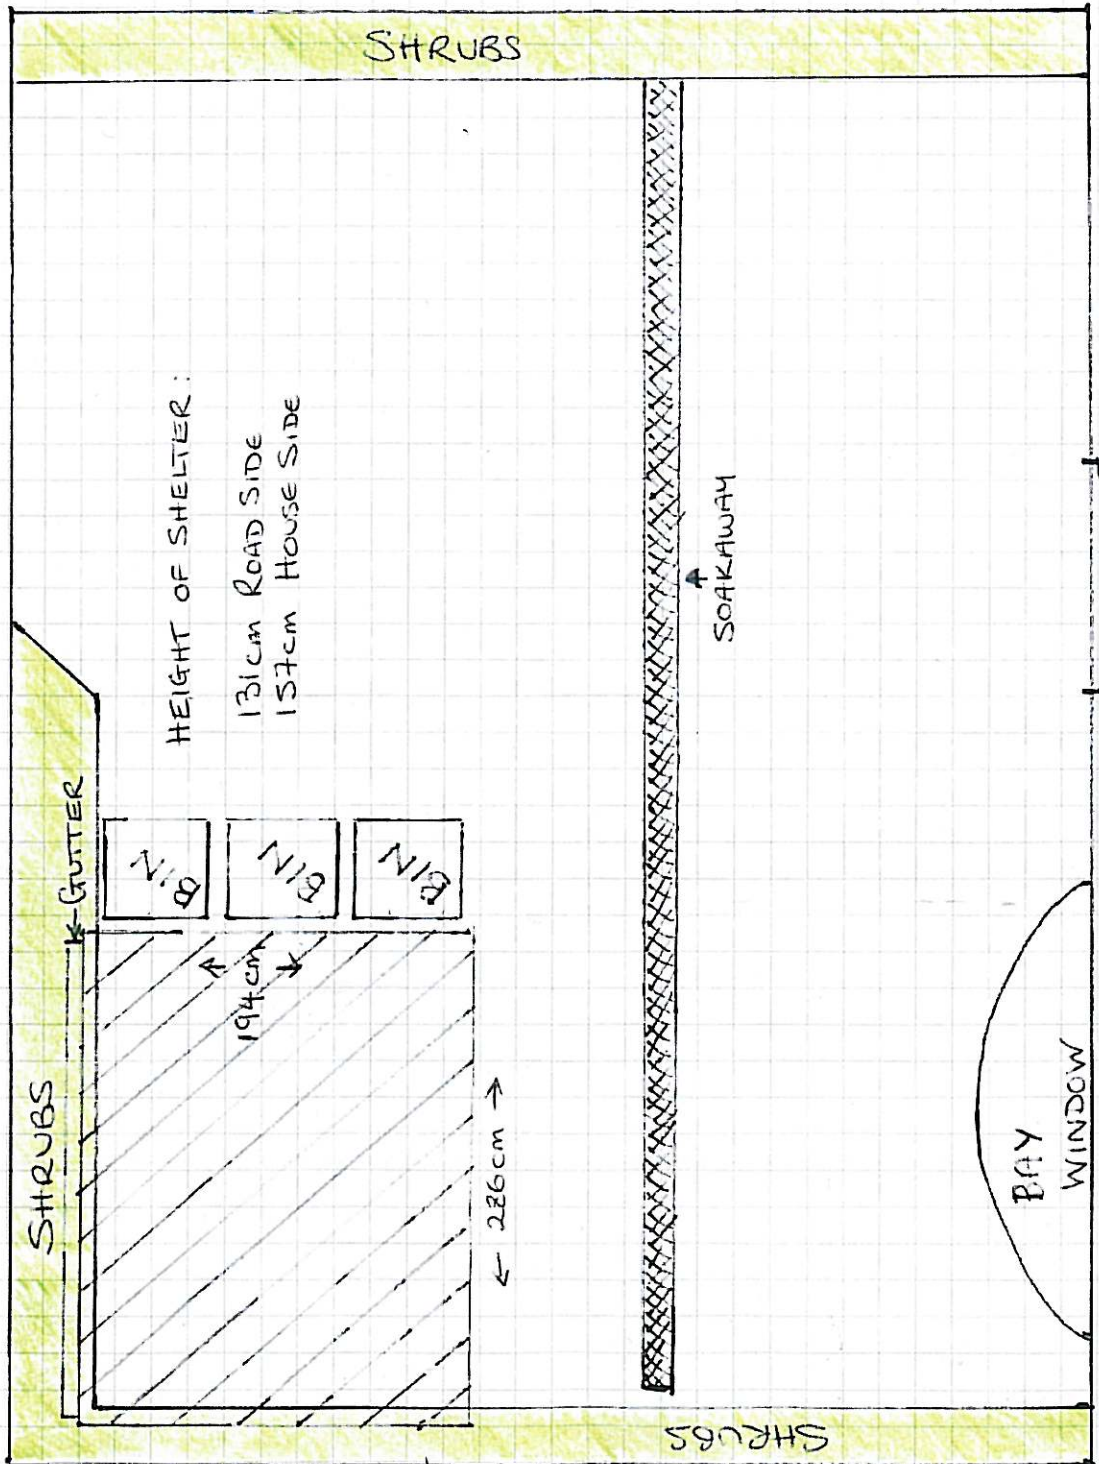 SHRUBS
SHRUBS
GUTTER
BIN
BIN
BIN
194cm
HEIGHT OF SHELTER:
131cm ROAD SIDE
157cm HOUSE SIDE
SOAKAWAY
BAY
WINDOW
SHRUBS